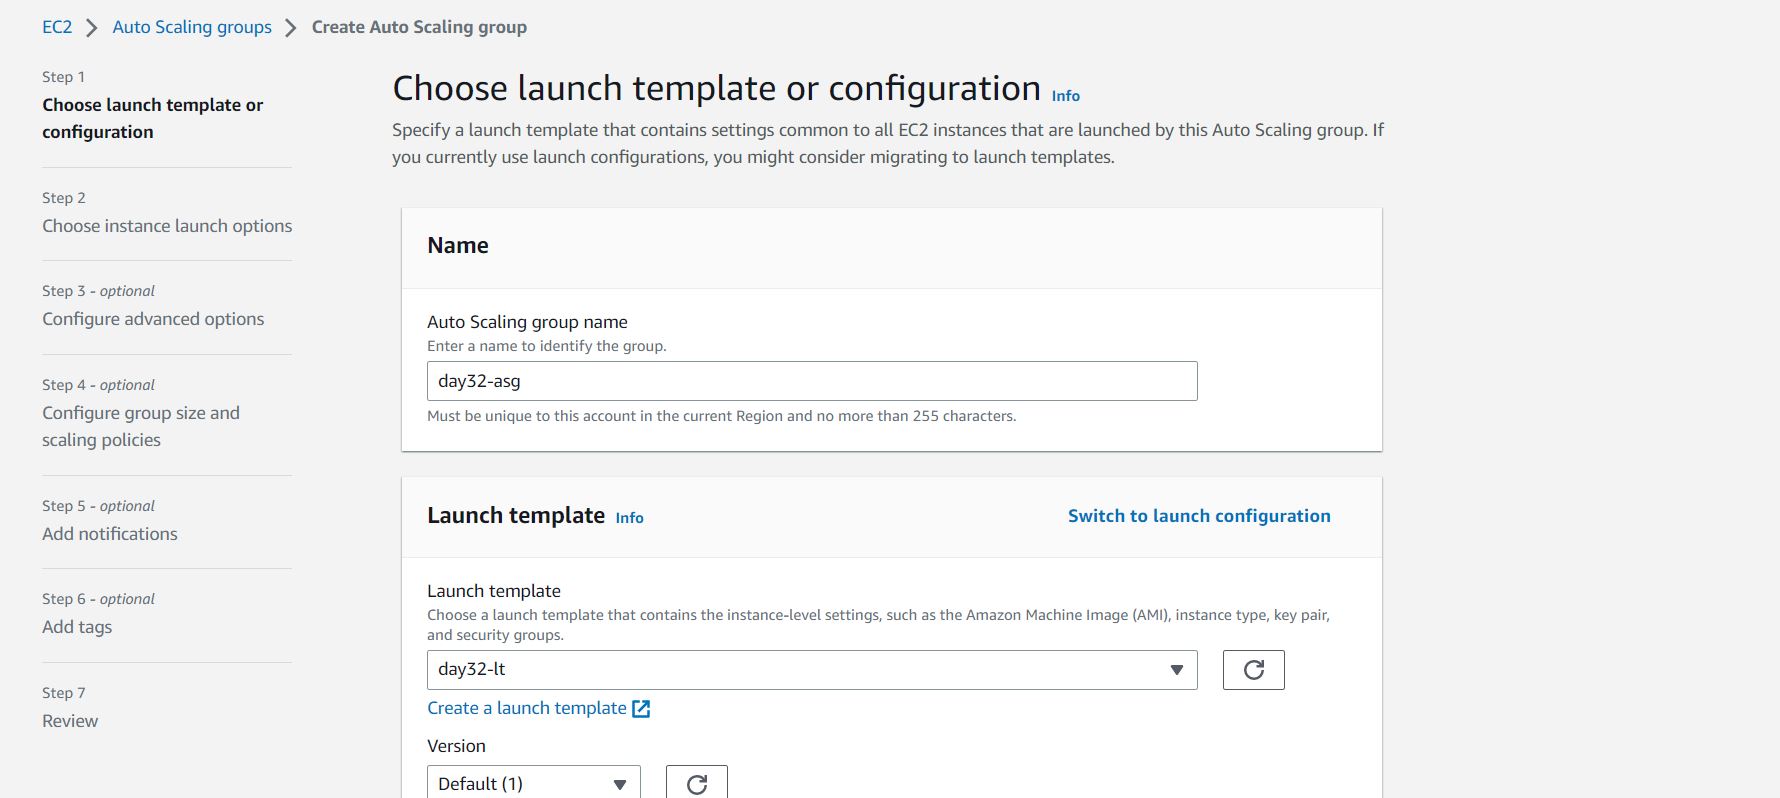 EC2 > Auto Scaling groups > Create Auto Scaling group
Step 1
Choose launch template or
configuration
Step 2
Choose instance launch options
Step 3 - optional
Configure advanced options
Step 4 - optional
Configure group size and
scaling policies
Step 5 - optional
Add notifications
Step 6 - optional
Add tags
Step 7
Review
Choose launch template or configuration Info
Specify a launch template that contains settings common to all EC2 instances that are launched by this Auto Scaling group. If
you currently use launch configurations, you might consider migrating to launch templates.
Name
Auto Scaling group name
Enter a name to identify the group.
day32-asg
Must be unique to this account in the current Region and no more than 255 characters.
Launch template Info
Switch to launch configuration
Launch template
Choose a launch template that contains the instance-level settings, such as the Amazon Machine Image (AMI), instance type, key pair,
and security groups.
day32-lt
Create a launch template
Version
Default (1)